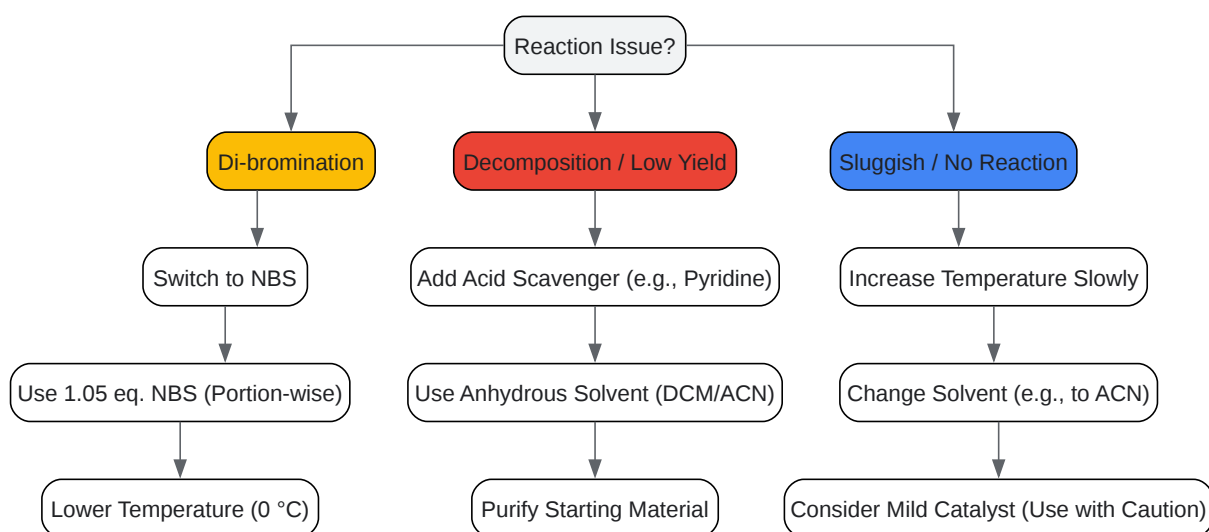 Reaction Issue?
Di-bromination
Decomposition / Low Yield
Sluggish / No Reaction
Switch to NBS
Add Acid Scavenger (e.g., Pyridine)
Increase Temperature Slowly
Use 1.05 eq. NBS (Portion-wise)
Use Anhydrous Solvent (DCM/ACN)
Change Solvent (e.g., to ACN)
Lower Temperature (0 °C)
Purify Starting Material
Consider Mild Catalyst (Use with Caution)